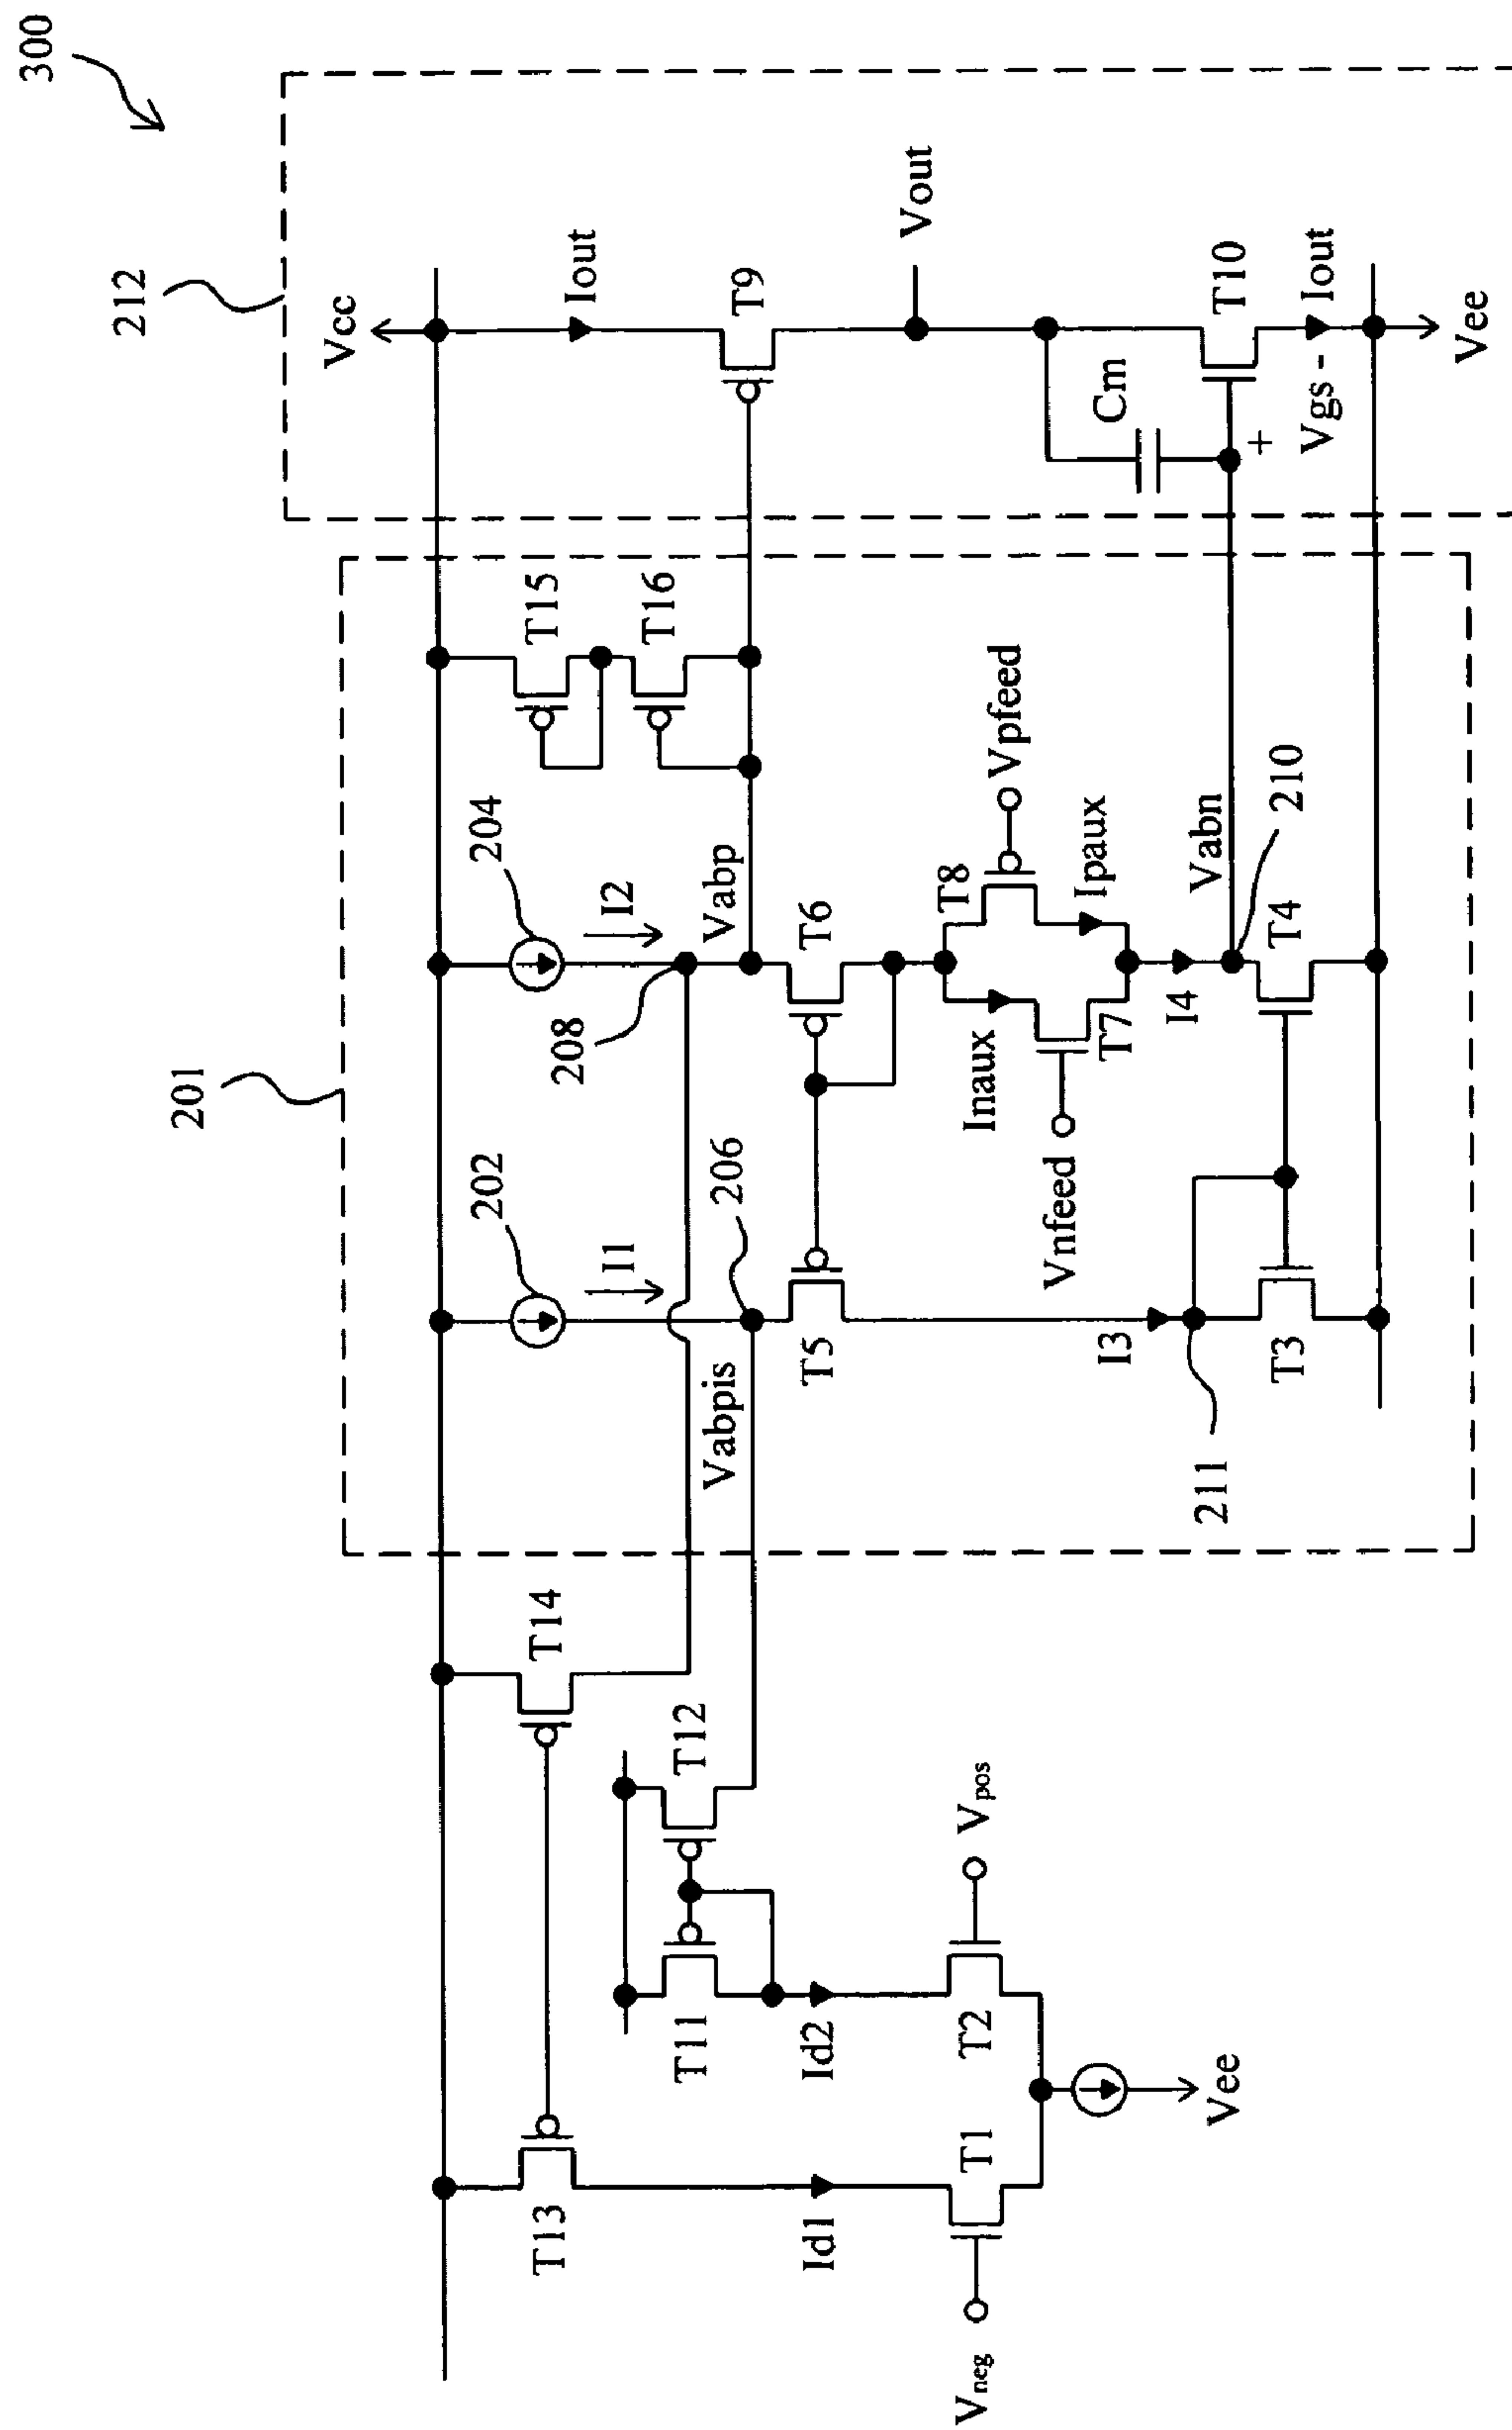 300
212
Vcc
Iout
T9
Vout
Cm
T10
+
Vgs -
Iout
Vee
201
202
204
I1
I2
T15
T16
206
208
Vabpis
Vabp
T5
T6
T8
Vpfeed
Inaux
Ipaux
Vnfeed
T7
Vabn
210
I3
I4
T3
T4
211
T14
T12
T13
T11
Id1
Id2
Vneg
T1
T2
Vpos
Vee